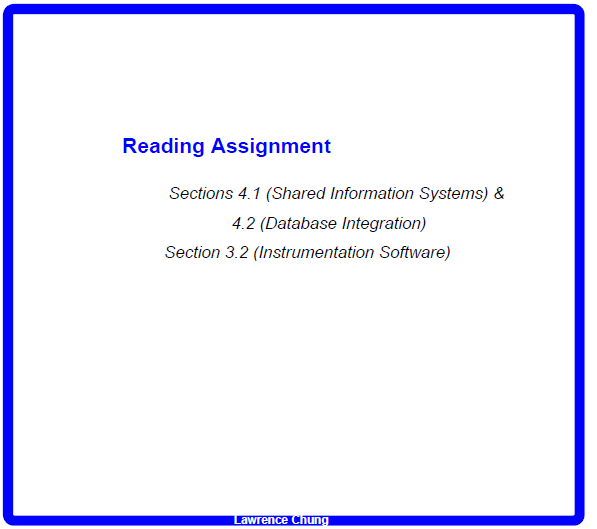 Reading Assignment
Sections 4.1 (Shared Information Systems) &
4.2 (Database Integration)
Section 3.2 (Instrumentation Software)
Lawrence Chung